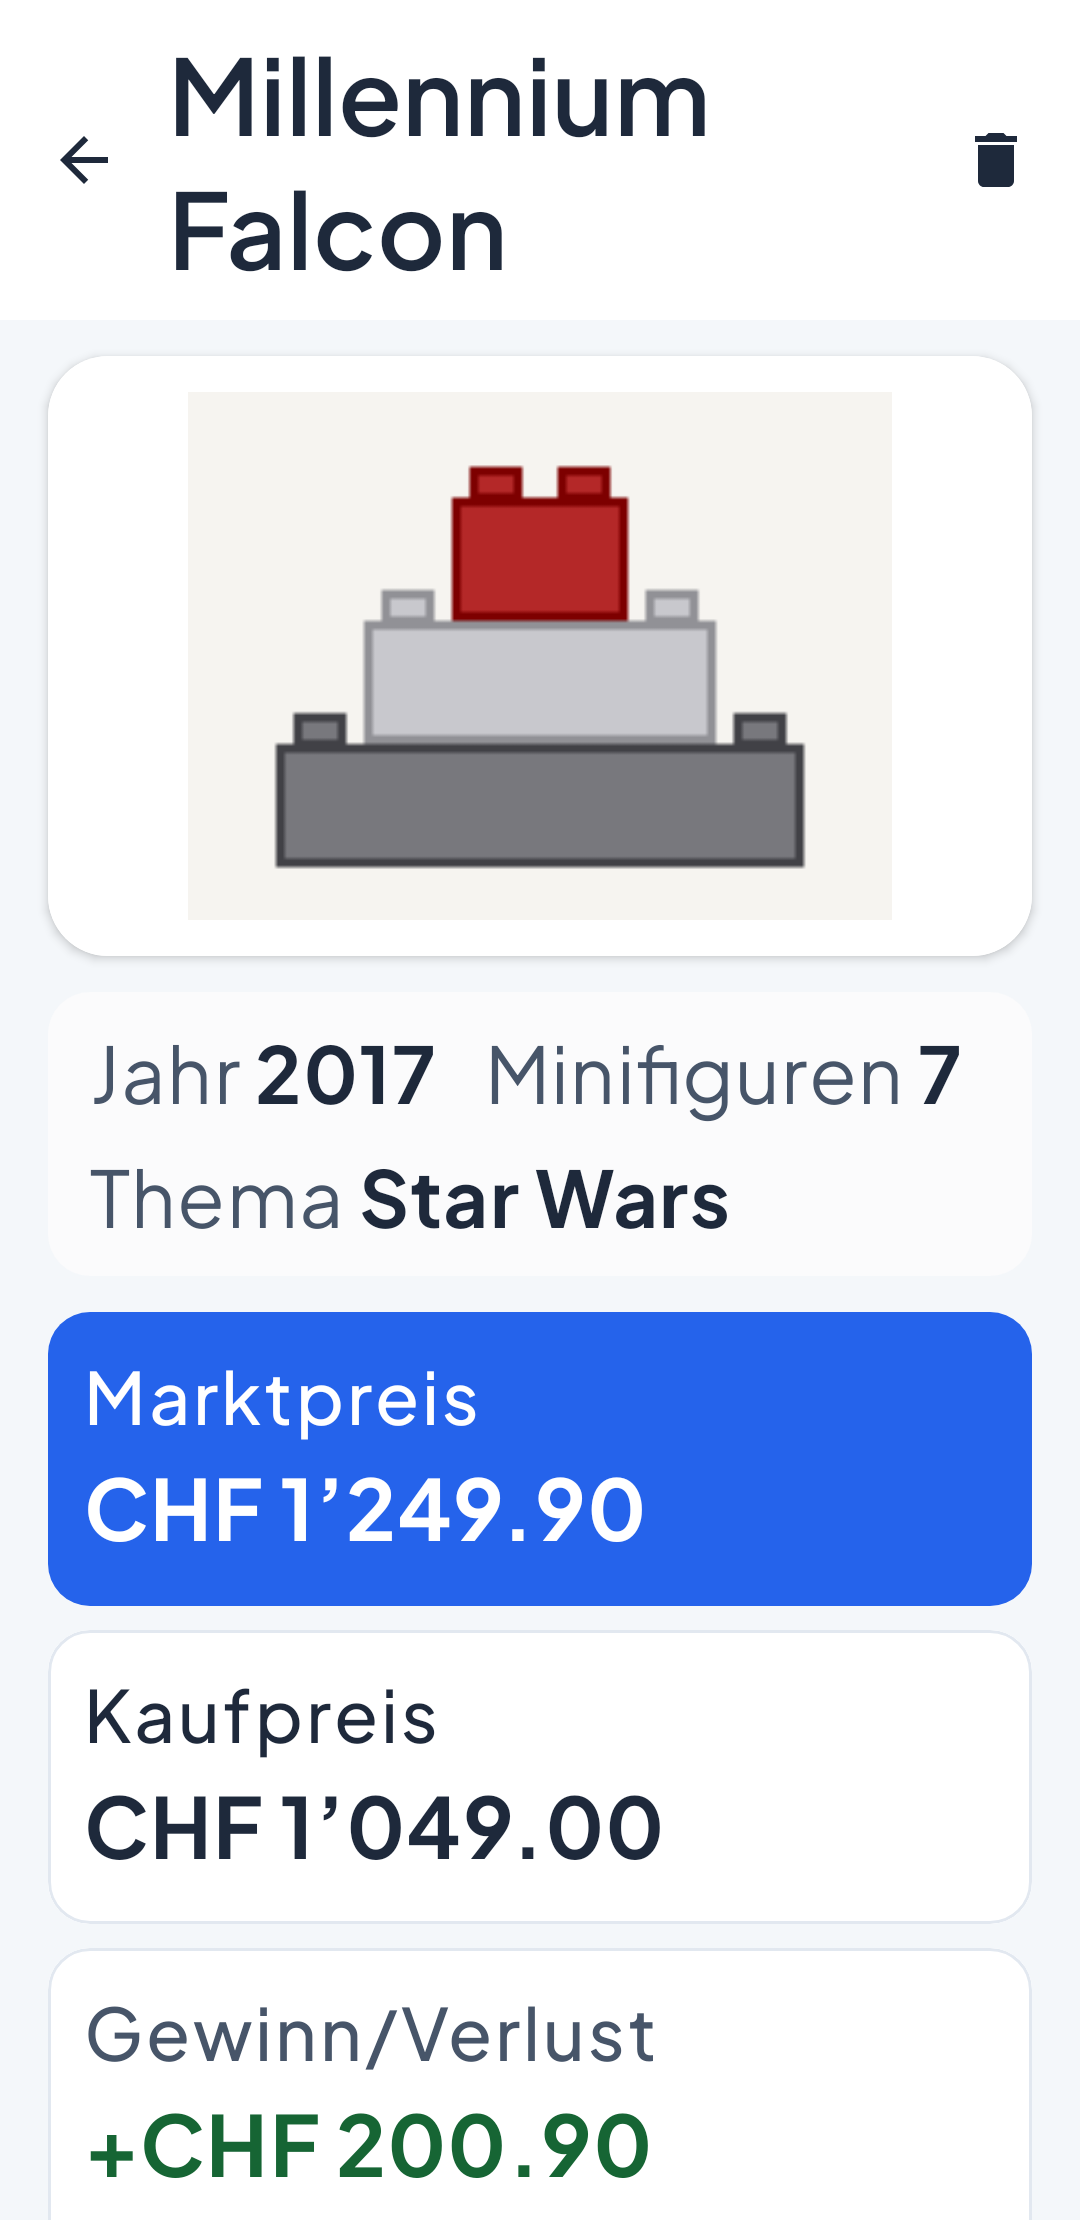 Millennium
Falcon
Jahr 2017 Minifiguren 7
Thema Star Wars
Marktpreis
CHF 1’249.90
Kaufpreis
CHF 1’049.00
Gewinn/Verlust
+CHF 200.90